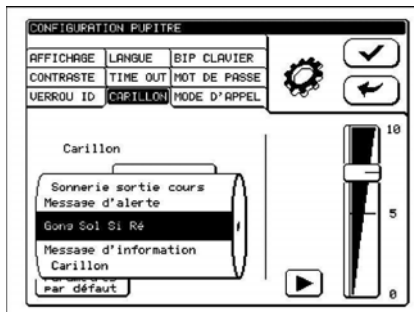 CONFIGURATION PUPITRE
AFFICHAGE LANGUE BIP CLAVIER
CONTRASTE TIME OUT MOT DE PASSE
VERROU ID CARILLON MODE D'APPEL
Carillon
10
Sonnerie sortie cours
Message d'alerte
Gong Sol Si Ré
5
Message d'information
Carillon
par défaut
0